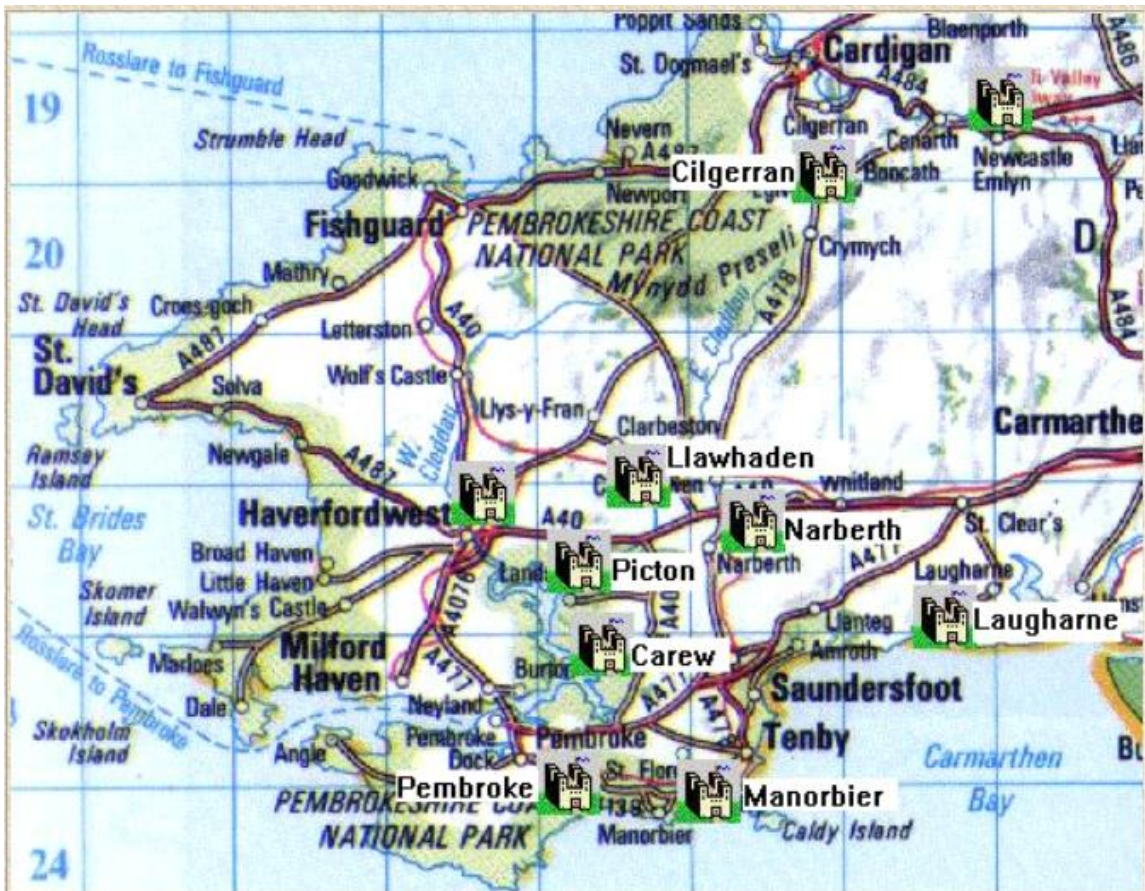 Poppit Sands
Blaenporth
A486
Cardigan
St. Dogmael's
A484
Rosslare to Fishguard
19
Strumble Head
Nevern
A487
Cilgerran
Cenarth
Newcastle
Emlyn
Goodwick
Newport
Cilgerran
Boncath
Fishguard
PEMBROKESHIRE COAST
NATIONAL PARK
Crymych
D
20
Mynydd Preseli
Mathry
St. David's
Head
Croes-goch
Letterston
A40
A478
A484
A487
E. Cleddau
St.
David's
Solva
Wolf's Castle
Llys-y-Fran
Clarbeston
Carmarthe
Newgale
W.
Cleddau
Ramsey
Island
A487
Llawhaden
Whitland
St. Brides
Bay
Haverfordwest
A40
Narberth
St. Clear's
Broad Haven
Little Haven
Picton
Narberth
Laugharne
Skomer
Island
Walwyn's Castle
A4076
Llanteg
Laugharne
Rosslare to Pembroke
Marloes
Milford
Haven
A477
Carew
Amroth
Dale
Neyland
Saundersfoot
Skokholm
Island
Angle
Pembroke
Dock
Pembroke
Tenby
Carmarthen
Bay
Pembroke
Manorbier
PEMBROKESHIRE
NATIONAL PARK
Manorbier
Caldy Island
24